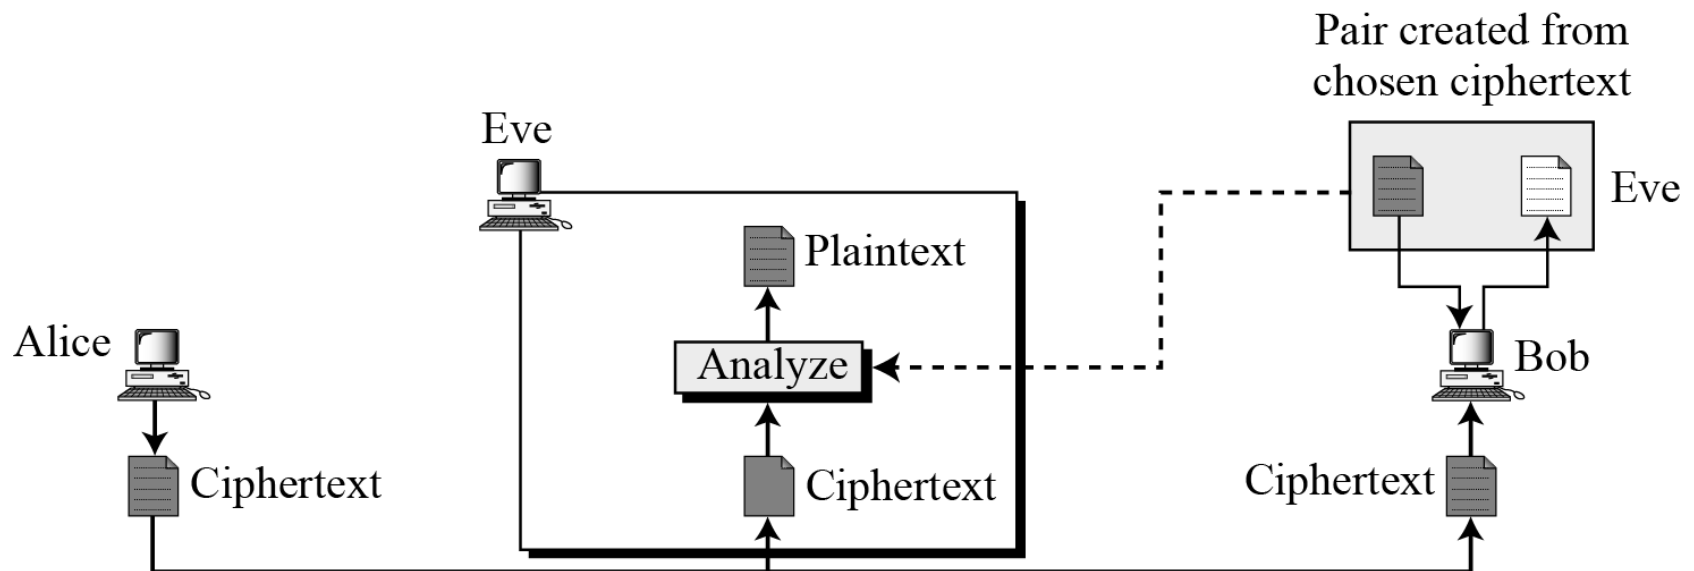 Pair created from
chosen ciphertext
Eve
Eve
Plaintext
Alice
Analyze
Bob
Ciphertext
Ciphertext
Ciphertext